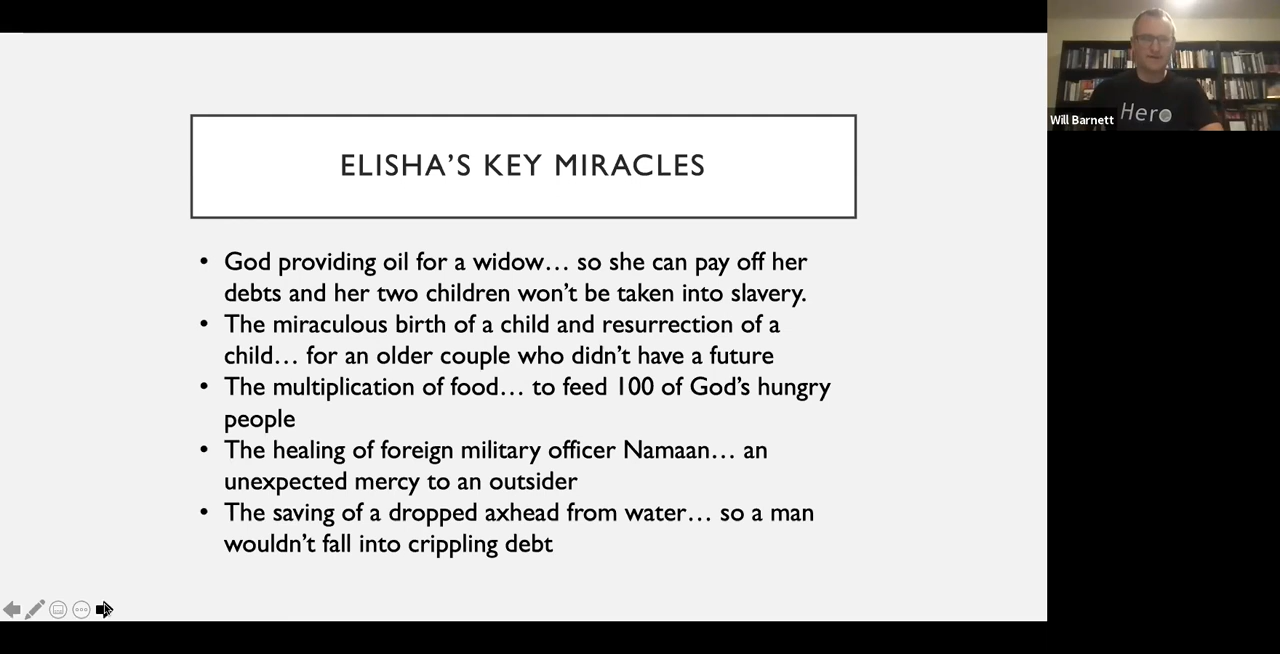 ELISHA’S KEY MIRACLES
• God providing oil for a widow… so she can pay off her
debts and her two children won’t be taken into slavery.
• The miraculous birth of a child and resurrection of a
child… for an older couple who didn’t have a future
• The multiplication of food… to feed 100 of God’s hungry
people
• The healing of foreign military officer Namaan… an
unexpected mercy to an outsider
• The saving of a dropped axhead from water… so a man
wouldn’t fall into crippling debt
Hero
Will Barnett